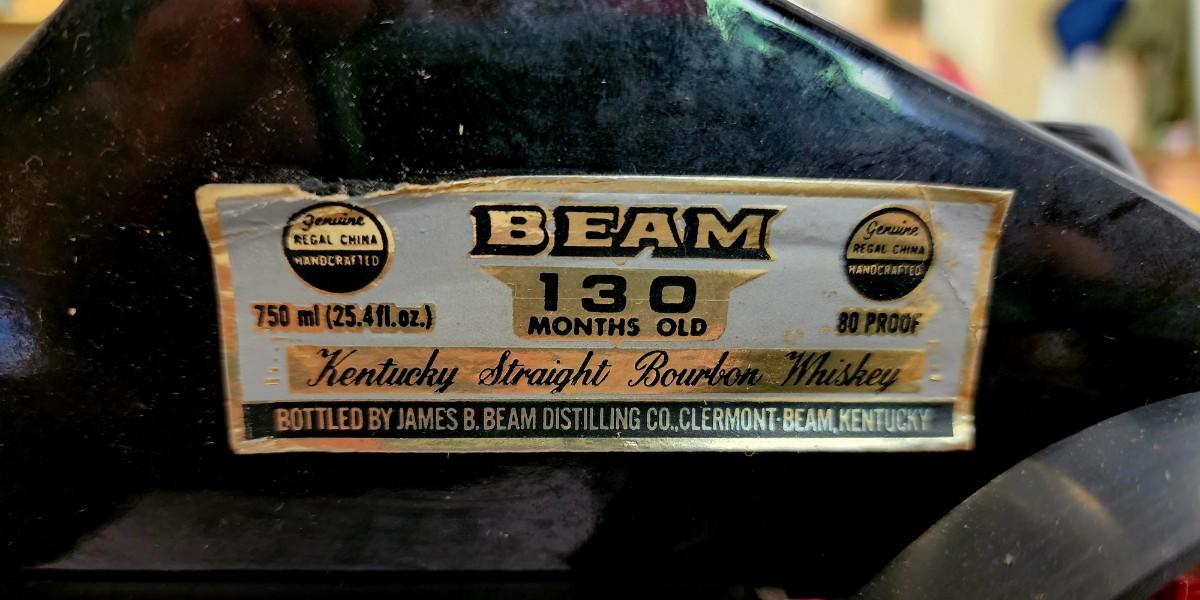 BEAM
130
MONTHS OLD
Genuine
REGAL CHINA
HANDCRAFTED
750 ml (25.4 fl.oz.)
Genuine
REGAL CHINA
HANDCRAFTED
80 PROOF
Kentucky Straight Bourbon Whiskey
BOTTLED BY JAMES B. BEAM DISTILLING CO., CLERMONT-BEAM, KENTUCKY